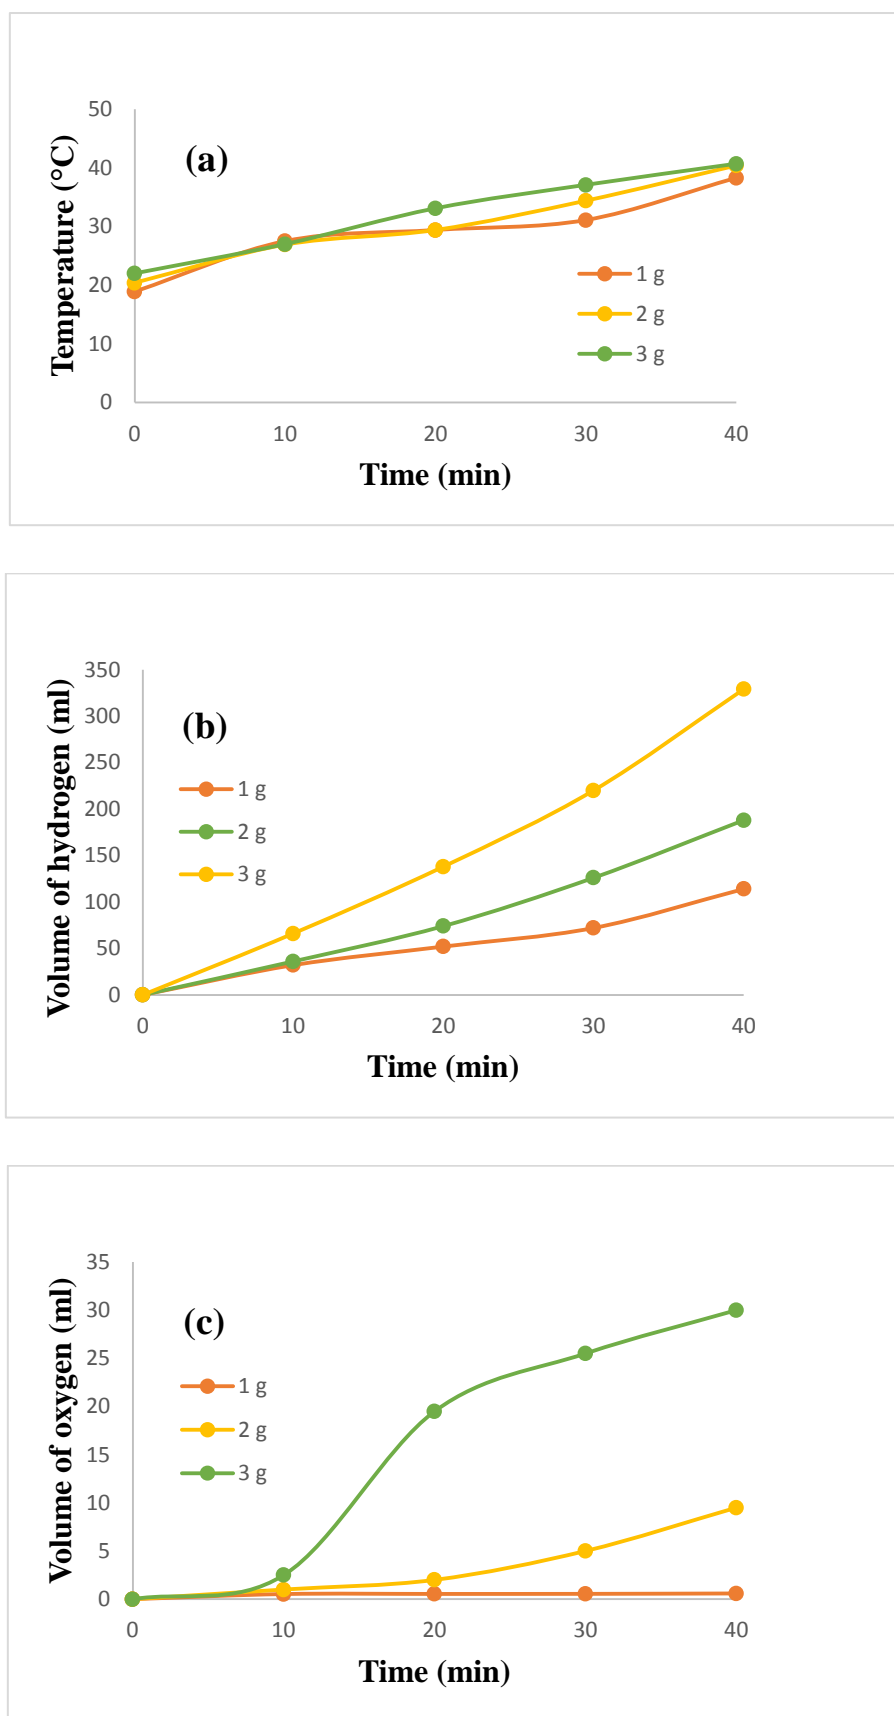 50
40
30
20
10
0
Temperature (°C)
(a)
1 g
2 g
3 g
0 10 20 30 40
Time (min)
350
300
250
200
150
100
50
0
Volume of hydrogen (ml)
(b)
1 g
2 g
3 g
0 10 20 30 40
Time (min)
35
30
25
20
15
10
5
0
Volume of oxygen (ml)
(c)
1 g
2 g
3 g
0 10 20 30 40
Time (min)